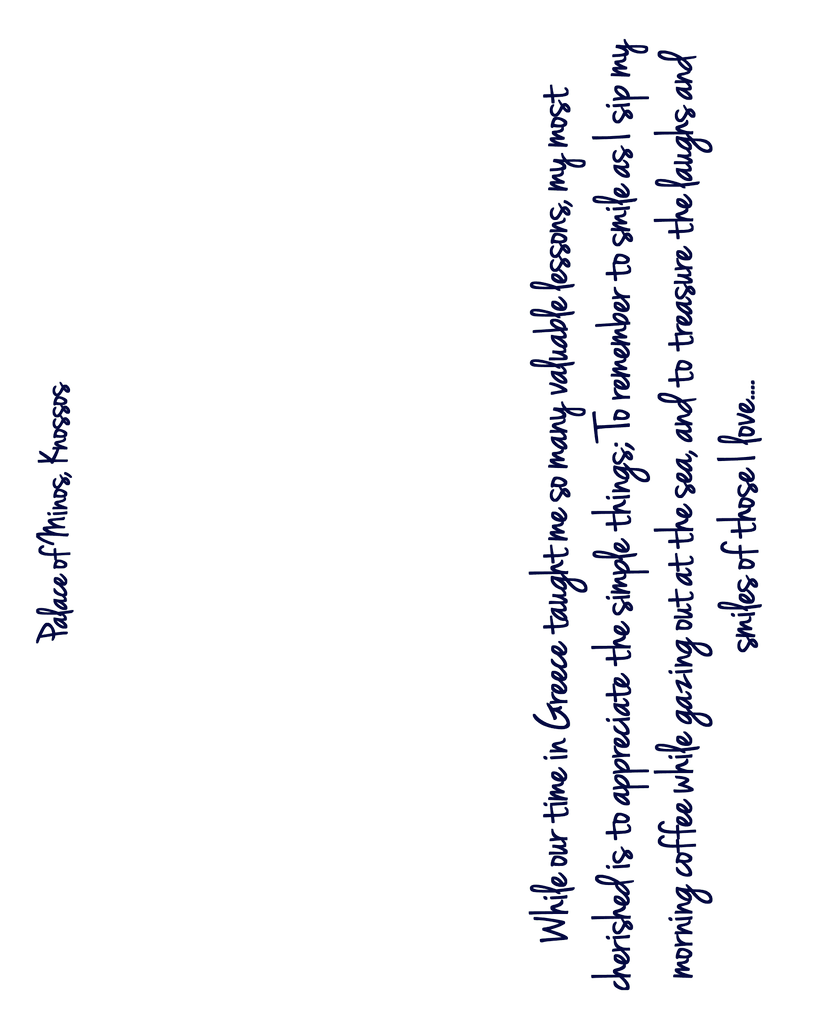 Palace of Minos, Knossos
While our time in Greece taught me so many valuable lessons, my most
cherished is to appreciate the simple things; To remember to smile as I sip my
morning coffee while gazing out at the sea, and to treasure the laughs and
smiles of those I love....